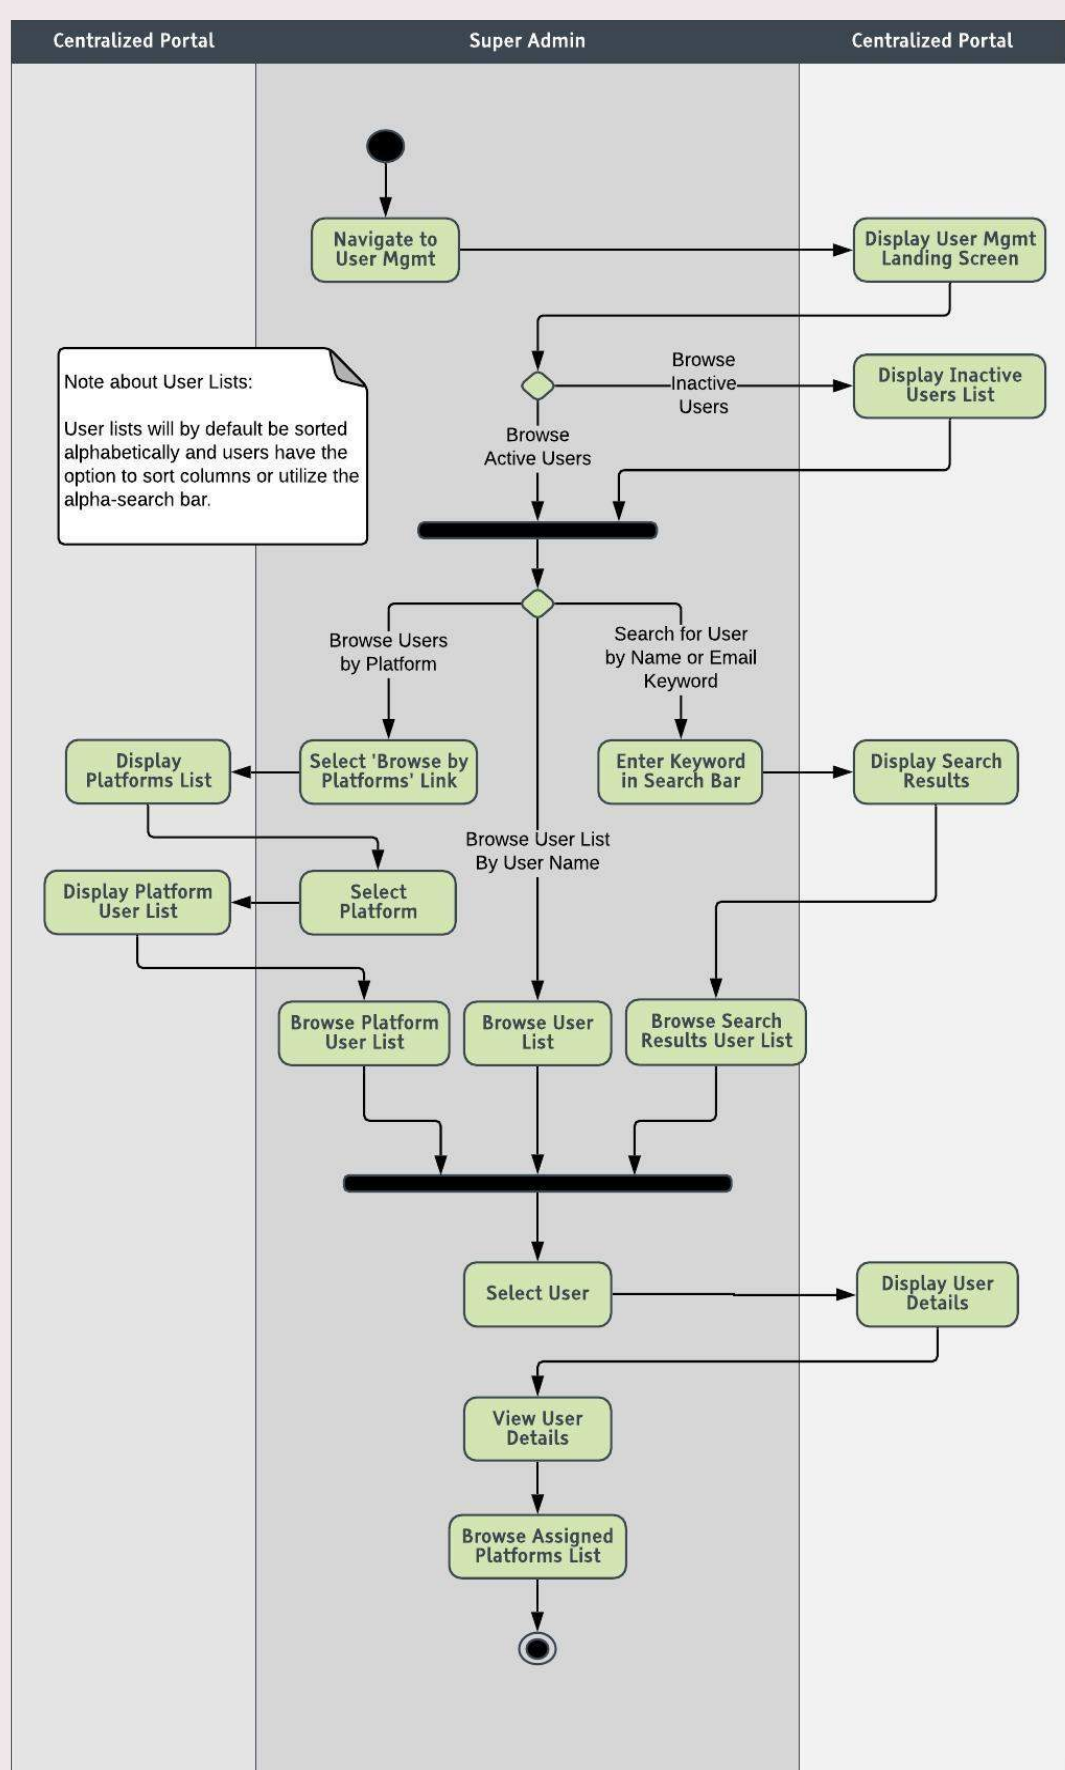 Centralized Portal
Super Admin
Centralized Portal
Navigate to
User Mgmt
Display User Mgmt
Landing Screen
Note about User Lists:
User lists will by default be sorted
alphabetically and users have the
option to sort columns or utilize the
alpha-search bar.
Browse
Inactive
Users
Display Inactive
Users List
Browse
Active Users
Browse Users
by Platform
Search for User
by Name or Email
Keyword
Display
Platforms List
Select 'Browse by
Platforms' Link
Enter Keyword
in Search Bar
Display Search
Results
Browse User List
By User Name
Display Platform
User List
Select
Platform
Browse Platform
User List
Browse User
List
Browse Search
Results User List
Select User
Display User
Details
View User
Details
Browse Assigned
Platforms List